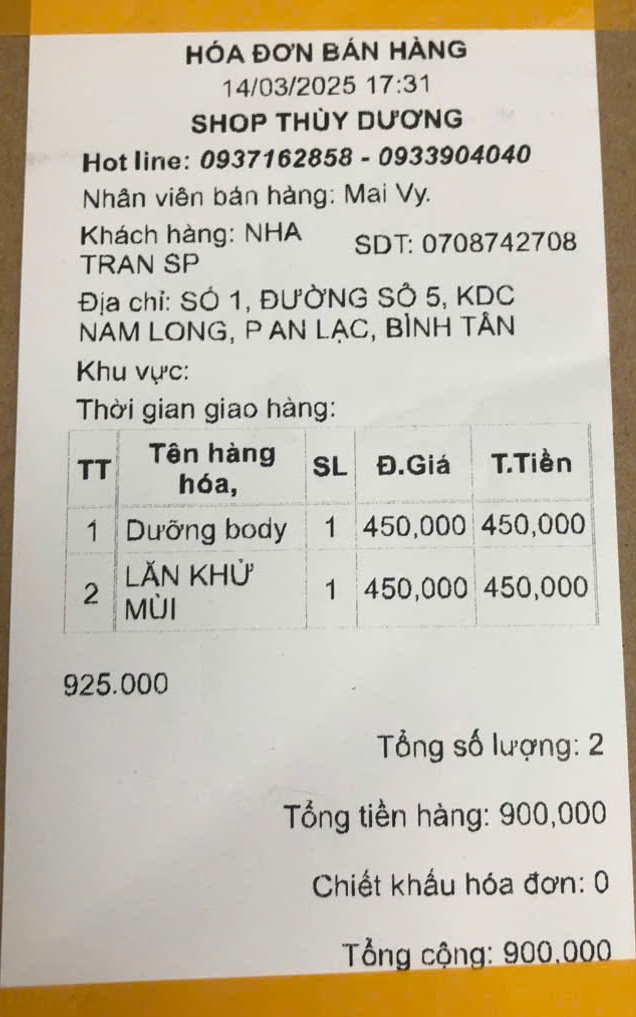 HÓA ĐƠN BÁN HÀNG
14/03/2025 17:31
SHOP THÙY DƯƠNG
Hot line: 0937162858 - 0933904040
Nhân viên bán hàng: Mai Vy.
Khách hàng: NHA TRAN SP SDT: 0708742708
Địa chỉ: SỐ 1, ĐƯỜNG SỐ 5, KDC
NAM LONG, P AN LẠC, BÌNH TÂN
Khu vực:
Thời gian giao hàng:
TT Tên hàng hóa, SL Đ.Giá T.Tiền
1 Dưỡng body 1 450,000 450,000
2 LĂN KHỬ MÙI 1 450,000 450,000
925.000
Tổng số lượng: 2
Tổng tiền hàng: 900,000
Chiết khấu hóa đơn: 0
Tổng cộng: 900,000